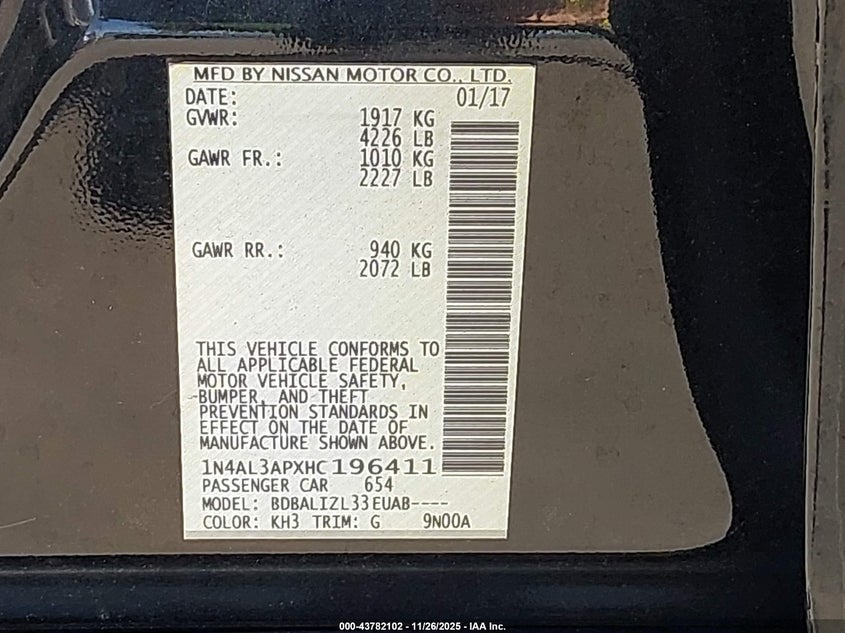 MFD BY NISSAN MOTOR CO., LTD.
DATE: 01/17
GVWR: 1917 KG
4226 LB
GAWR FR.: 1010 KG
2227 LB
GAWR RR.: 940 KG
2072 LB
THIS VEHICLE CONFORMS TO
ALL APPLICABLE FEDERAL
MOTOR VEHICLE SAFETY,
BUMPER, AND THEFT
PREVENTION STANDARDS IN
EFFECT ON THE DATE OF
MANUFACTURE SHOWN ABOVE.
1N4AL3APXHC196411
PASSENGER CAR 654
MODEL: BDBALIZL33EUAB----
COLOR: KH3 TRIM: G 9N00A
000-43782102 - 11/26/2025 - IAA Inc.